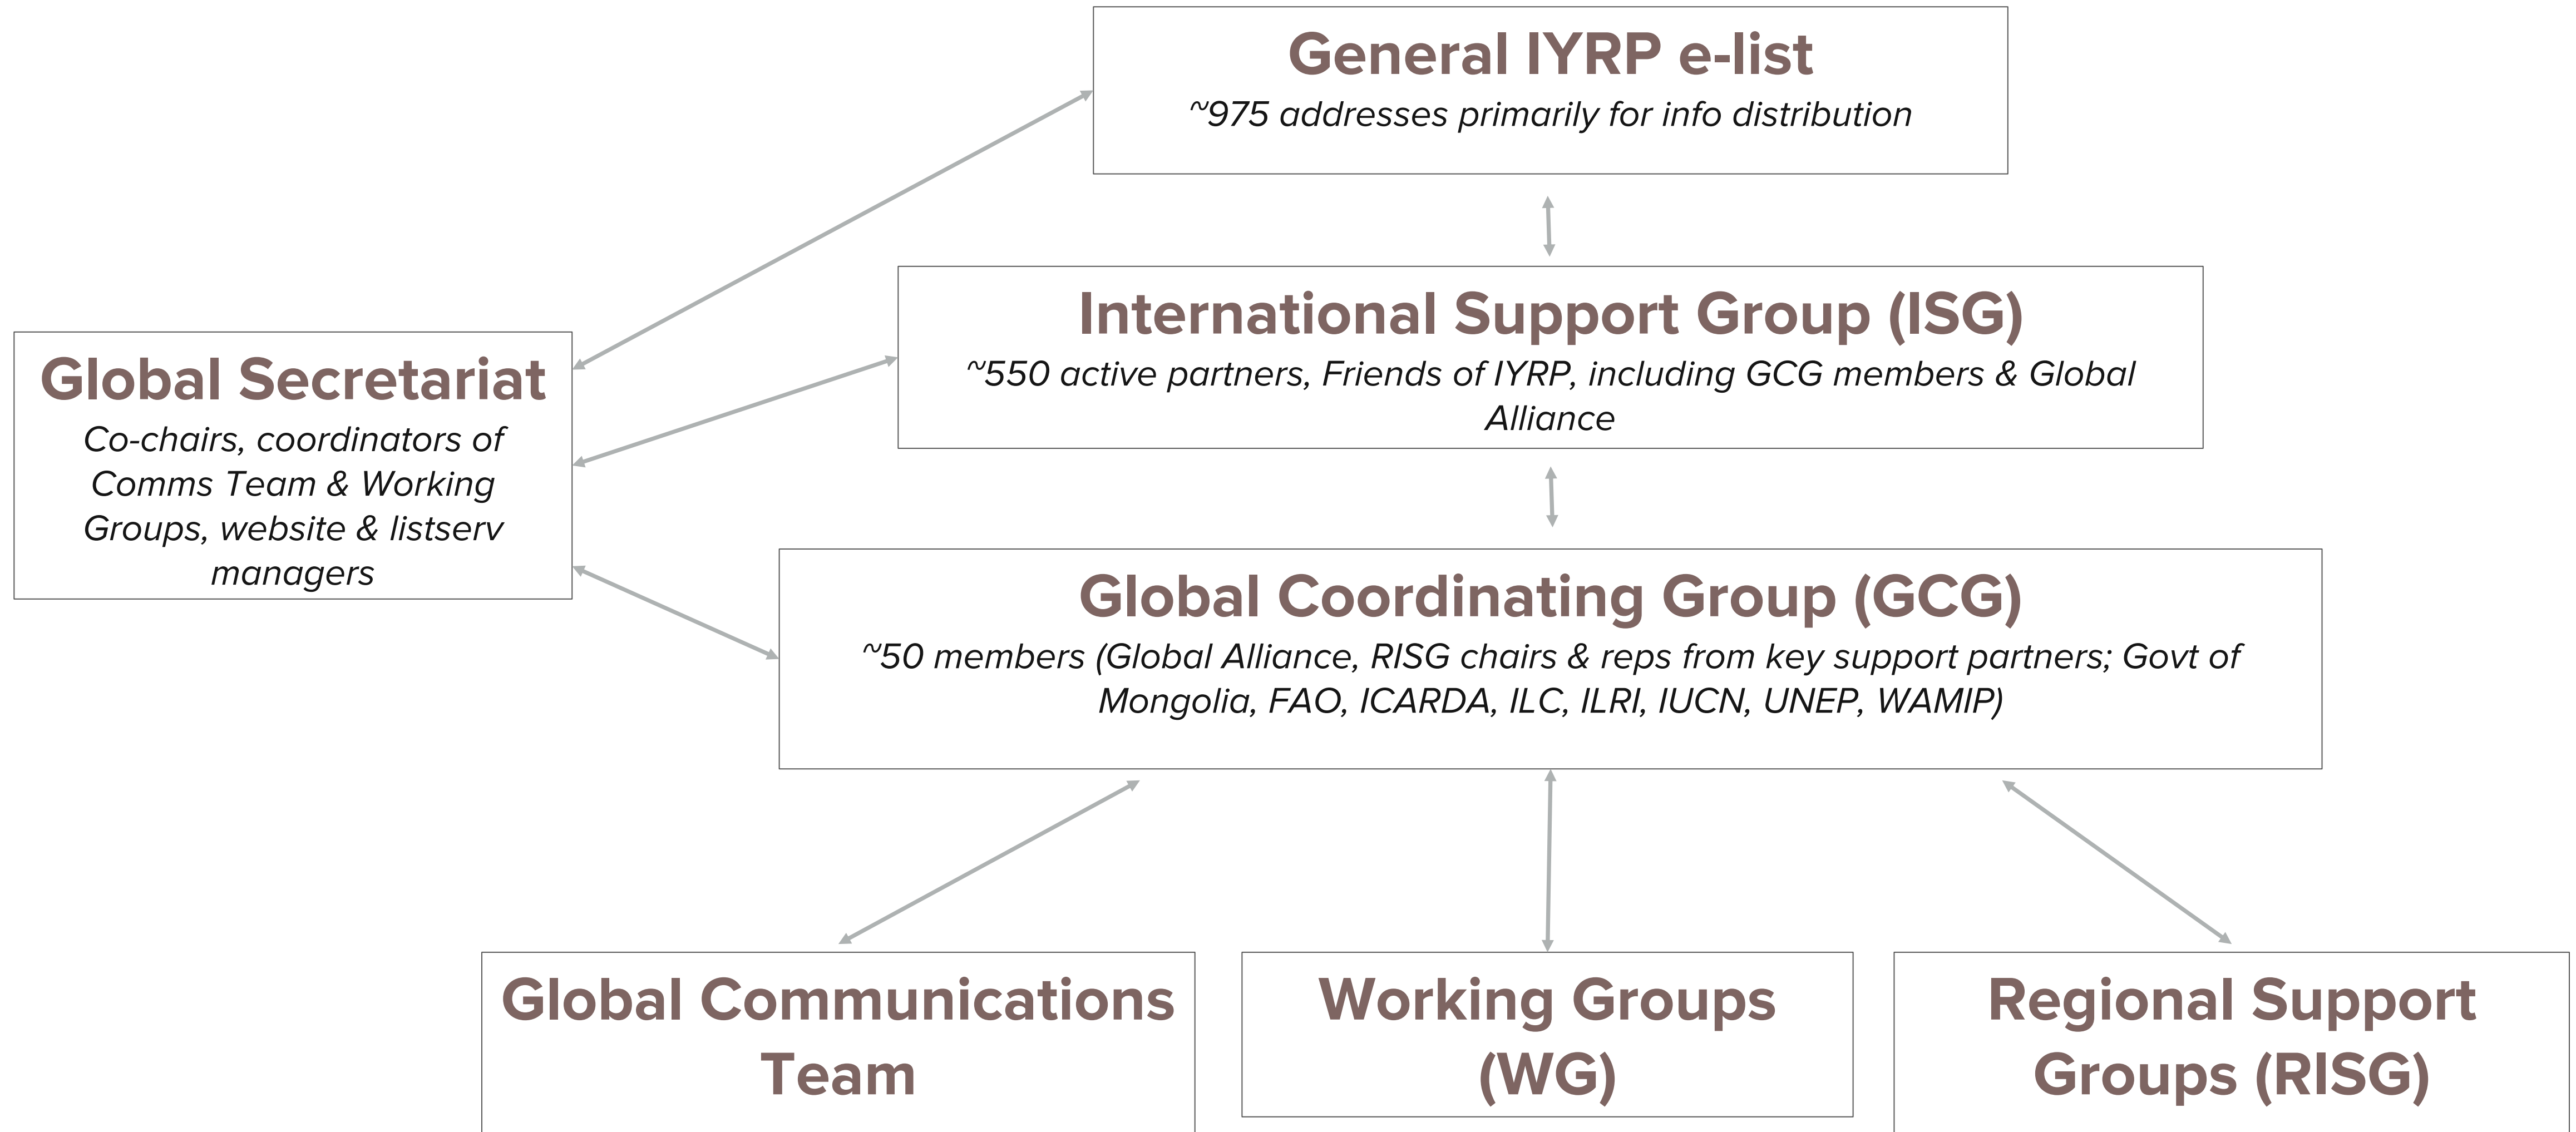 General IYRP e-list
~975 addresses primarily for info distribution
International Support Group (ISG)
~550 active partners, Friends of IYRP, including GCG members & Global
Alliance
Global Secretariat
Co-chairs, coordinators of
Comms Team & Working
Groups, website & listserv
managers
Global Coordinating Group (GCG)
~50 members (Global Alliance, RISG chairs & reps from key support partners; Govt of
Mongolia, FAO, ICARDA, ILC, ILRI, IUCN, UNEP, WAMIP)
Global Communications
Team
Working Groups
(WG)
Regional Support
Groups (RISG)